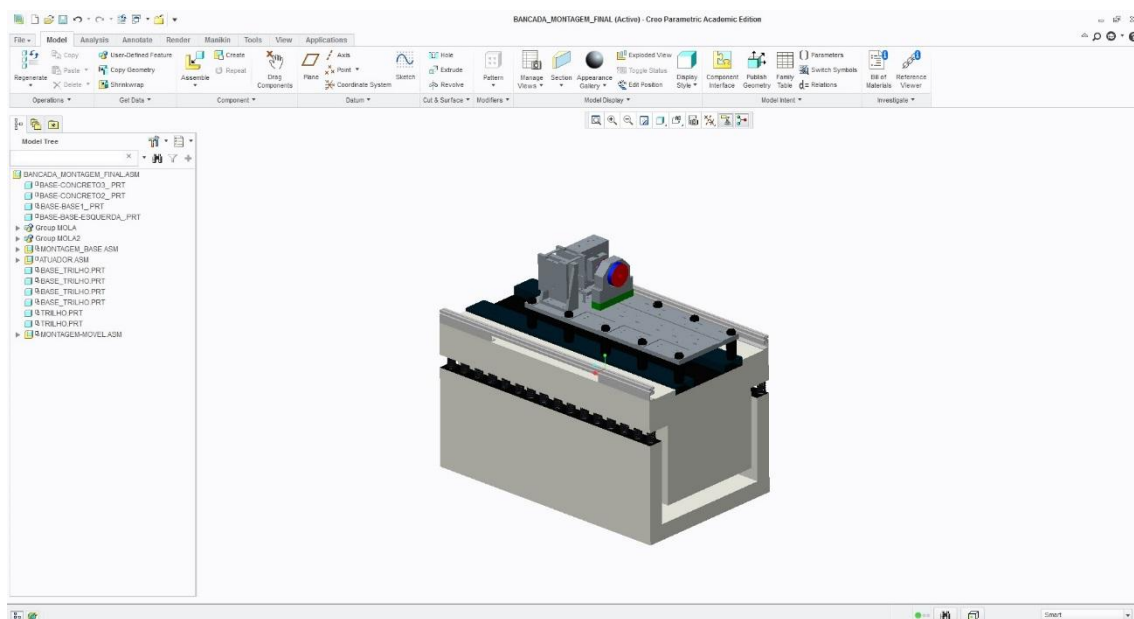 BANCADA_MONTAGEM_FINAL (Active) - Creo Parametric Academic Edition
File Model Analysis Annotate Render Manikin Tools View Applications
Regenerate
Copy
Paste
Delete
User-Defined Feature
Copy Geometry
Shrinkwrap
Assemble
Create
Repeat
Drag Components
Plane
Axis
Point
Coordinate System
Sketch
Hole
Extrude
Revolve
Pattern
Manage Views
Section
Appearance Gallery
Exploded View
Toggle Status
Edit Position
Display Style
Component Interface
Publish Geometry
Family Table
Parameters
Switch Symbols
d= Relations
Bill of Materials
Reference Viewer
Operations Get Data Component Datum Cut & Surface Modifiers Model Display Model Intent Investigate
Model Tree
BANCADA_MONTAGEM_FINAL.ASM
BASE-CONCRETO3_.PRT
BASE-CONCRETO2_.PRT
BASE-BASE1_.PRT
BASE-BASE-ESQUERDA_.PRT
Group MOLA
Group MOLA2
MONTAGEM_BASE.ASM
ATUADOR.ASM
BASE_TRILHO.PRT
BASE_TRILHO.PRT
BASE_TRILHO.PRT
BASE_TRILHO.PRT
TRILHO.PRT
TRILHO.PRT
MONTAGEM-MOVEL.ASM
Smart